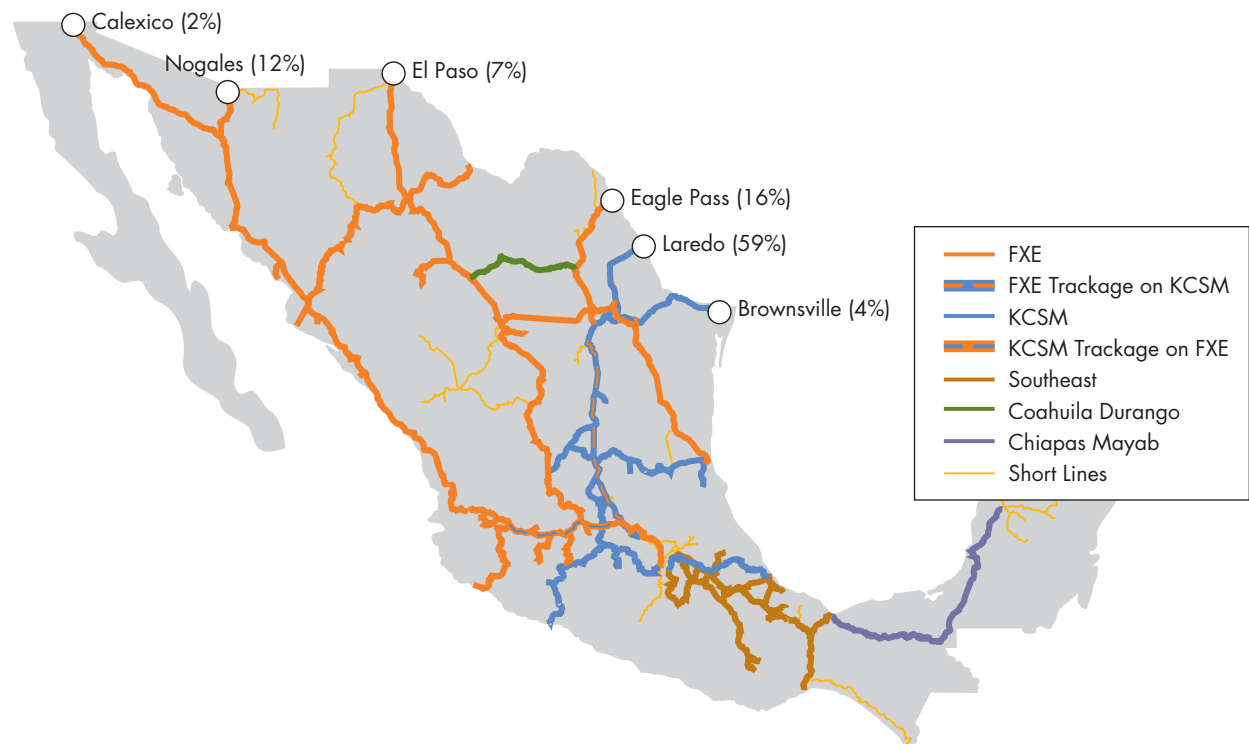 Calexico (2%)
Nogales (12%)
El Paso (7%)
Eagle Pass (16%)
Laredo (59%)
Brownsville (4%)
FXE
FXE Trackage on KCSM
KCSM
KCSM Trackage on FXE
Southeast
Coahuila Durango
Chiapas Mayab
Short Lines